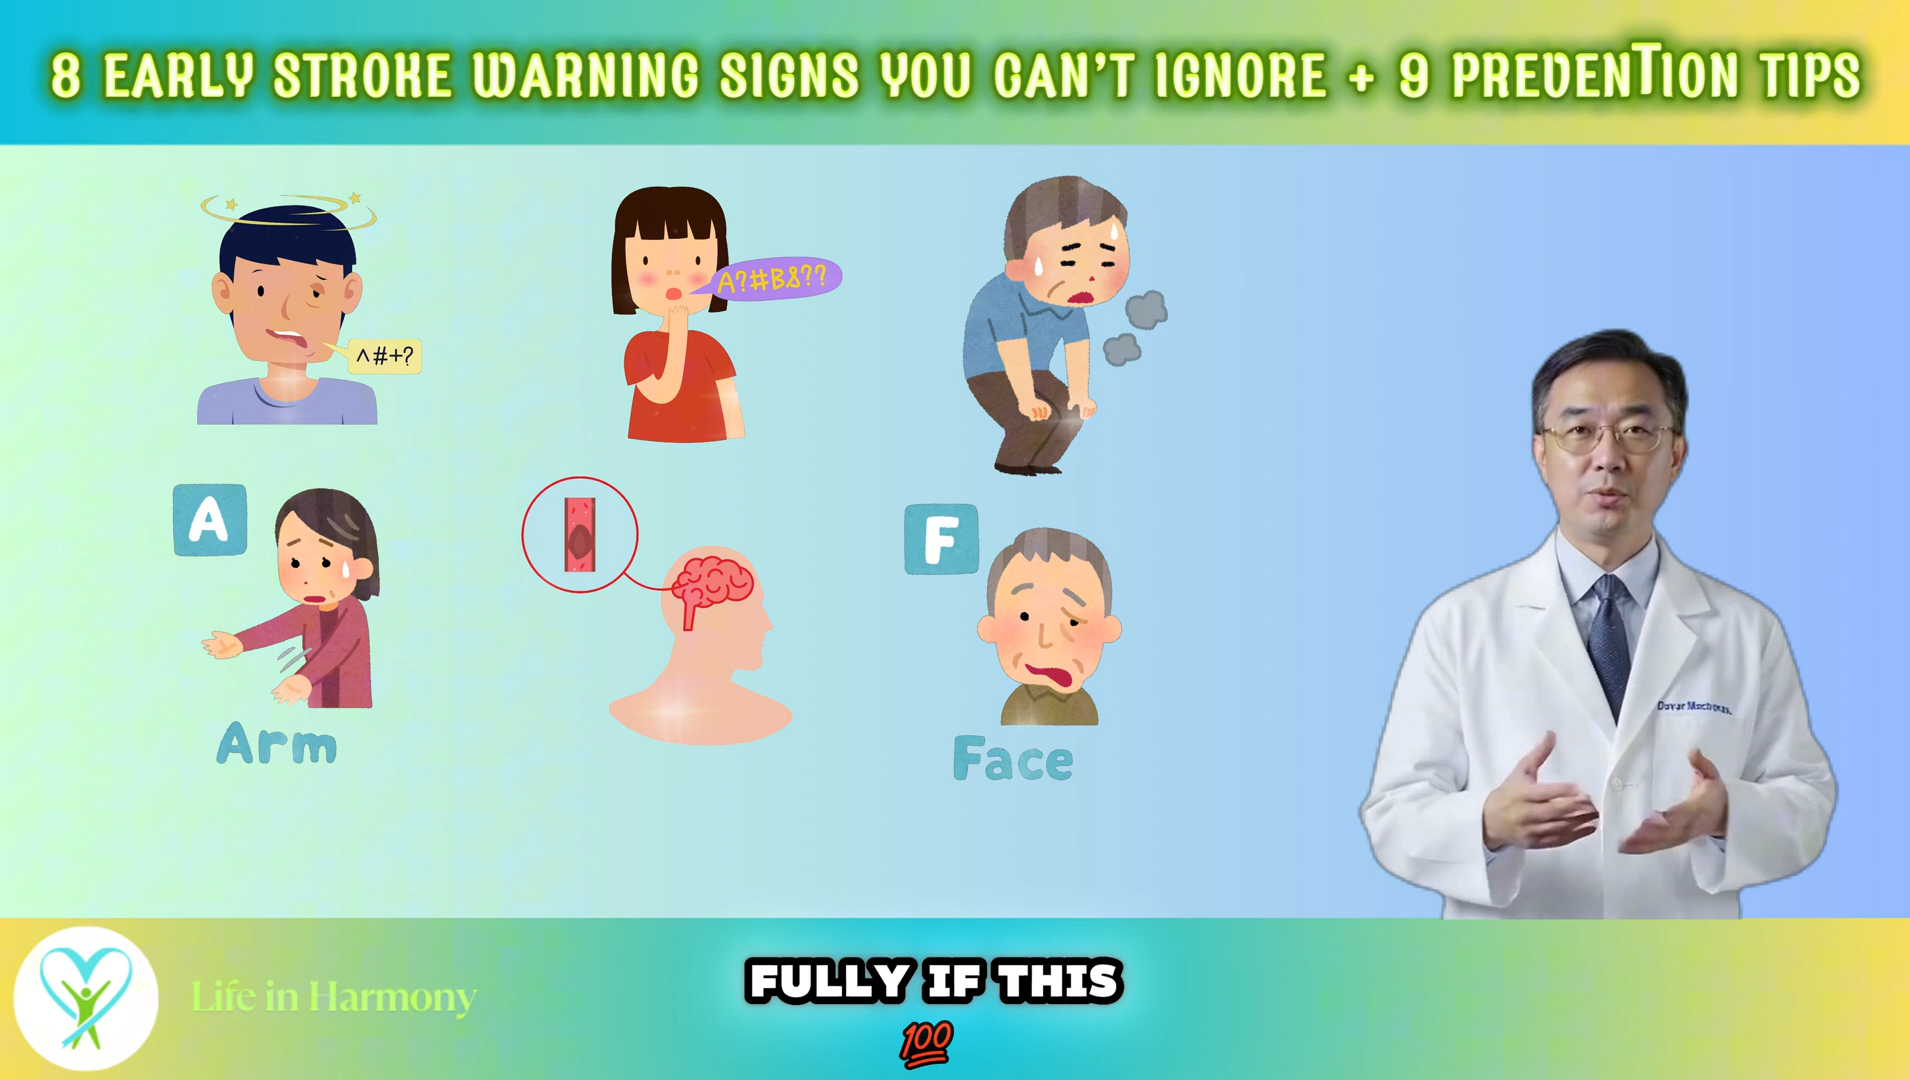 8 EARLY STROKE WARNING SIGNS YOU CAN'T IGNORE + 9 PREVENTION TIPS
^#+?
A?#B&??
A
Arm
F
Face
Life in Harmony
FULLY IF THIS
100